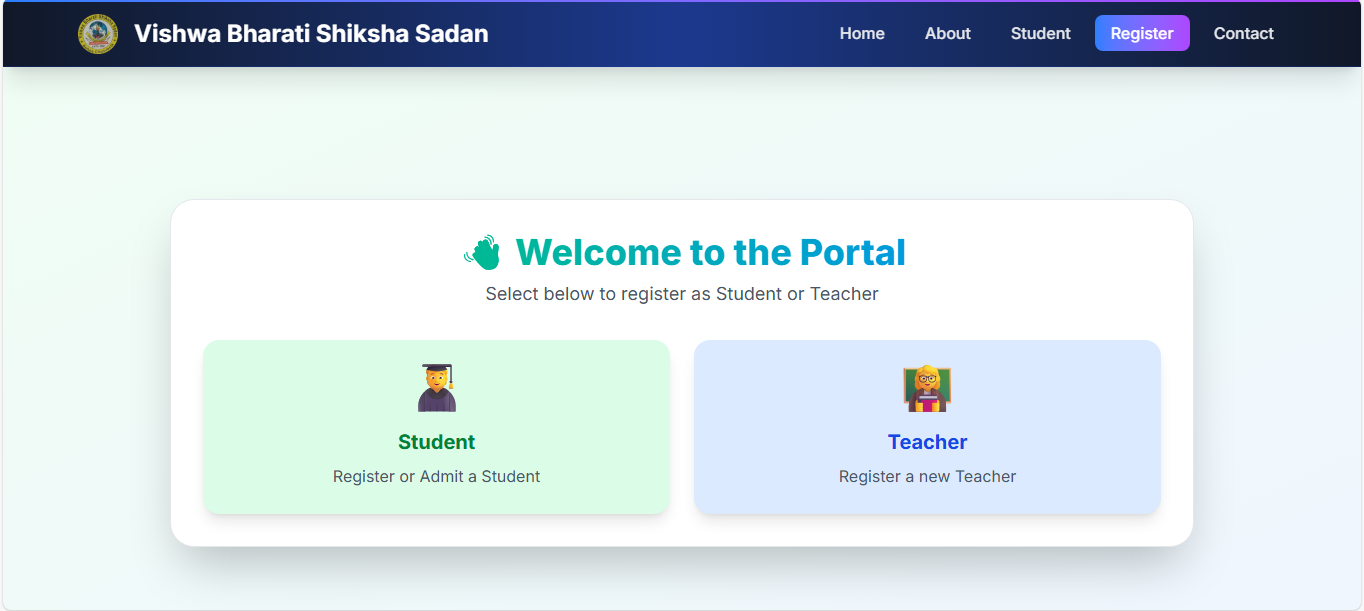 Vishwa Bharati Shiksha Sadan
Home About Student Register Contact
Welcome to the Portal
Select below to register as Student or Teacher
Student
Register or Admit a Student
Teacher
Register a new Teacher